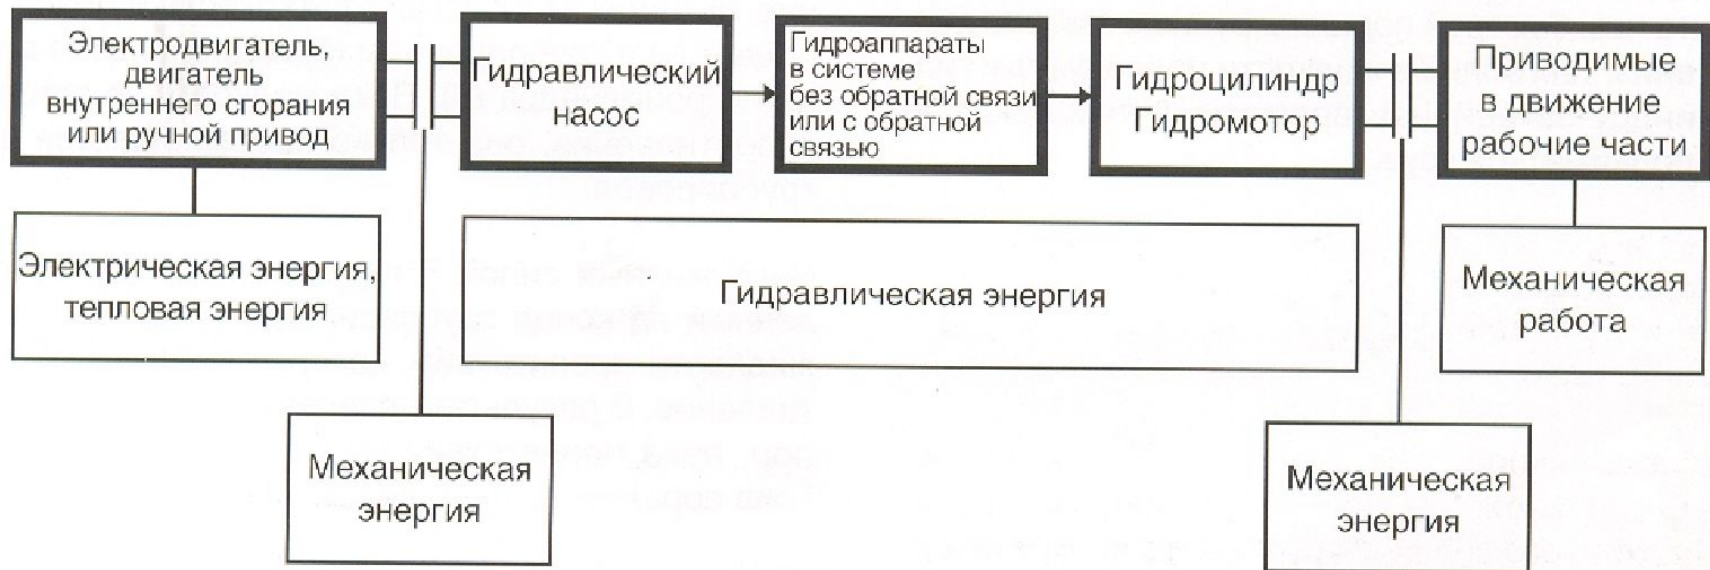 Электродвигатель,
двигатель
внутреннего сгорания
или ручной привод
Гидравлический
насос
Гидроаппараты
в системе
без обратной связи
или с обратной
связью
Гидроцилиндр
Гидромотор
Приводимые
в движение
рабочие части
Электрическая энергия,
тепловая энергия
Гидравлическая энергия
Механическая
работа
Механическая
энергия
Механическая
энергия